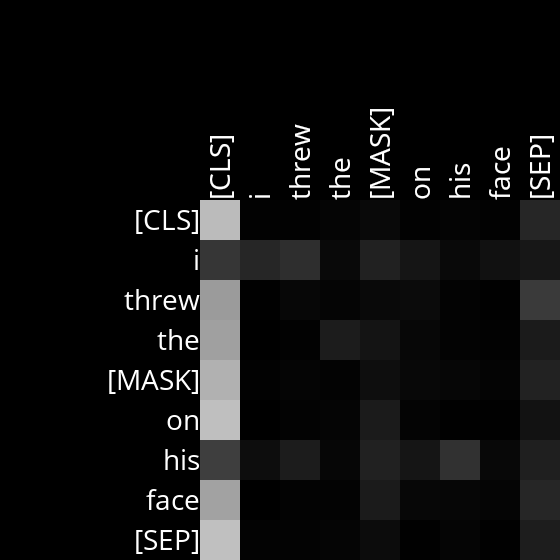 [CLS] i threw the [MASK] on his face [SEP]
[CLS]
i
threw
the
[MASK]
on
his
face
[SEP]